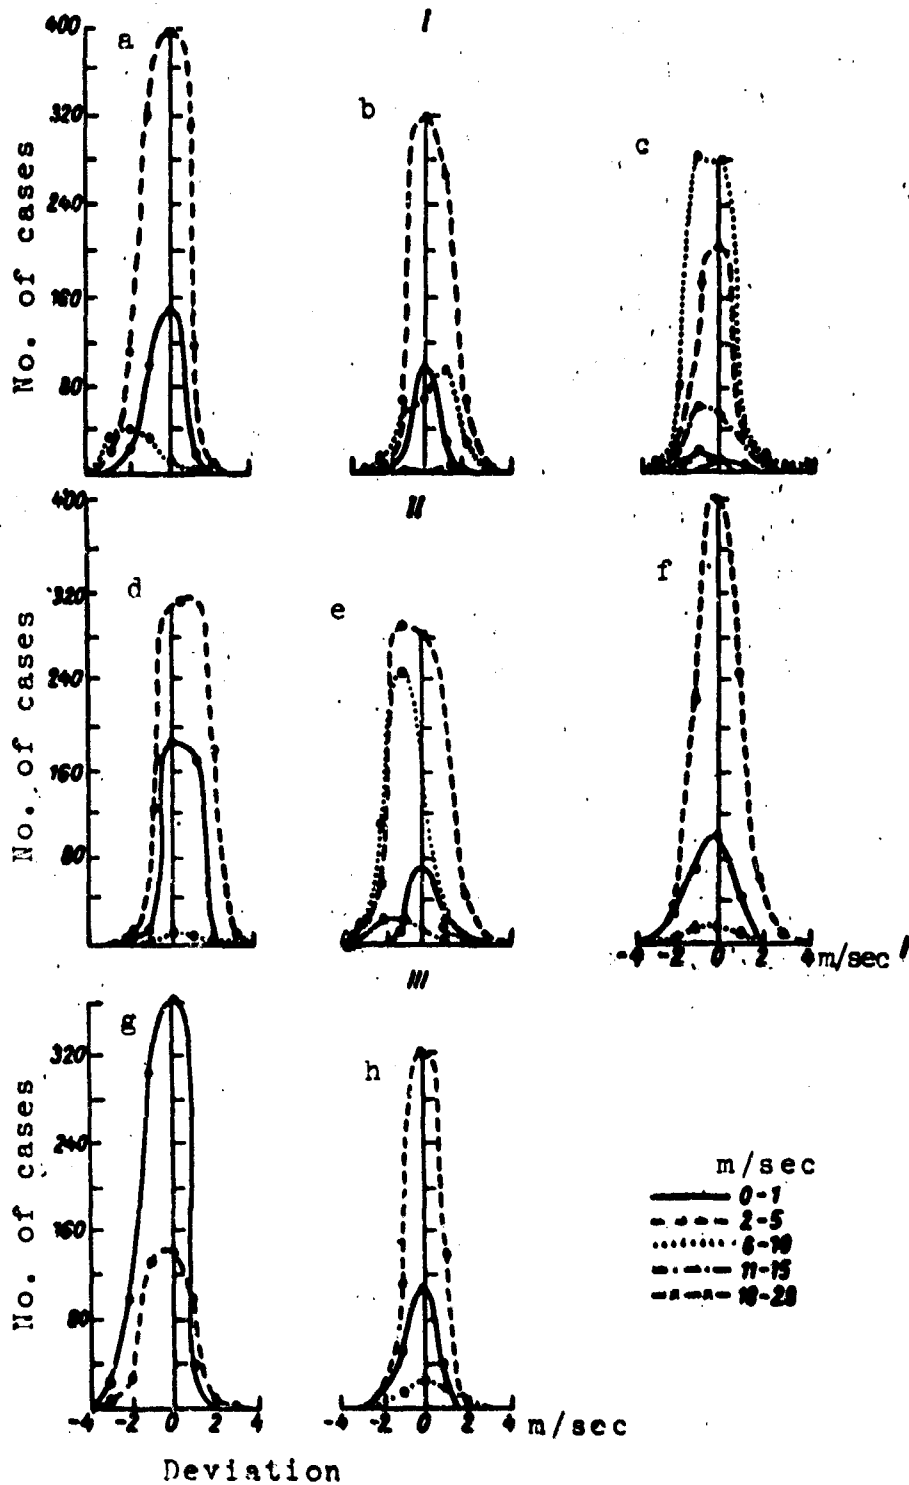 I
a
b
c
400
320
240
160
80
No. of cases
II
d
e
f
400
320
240
160
80
No. of cases
-4 -2 0 2 4 m/sec
III
g
h
320
240
160
80
No. of cases
-4 -2 0 2 4
-4 -2 0 2 4 m/sec
Deviation
m/sec
0-1
2-5
6-10
11-15